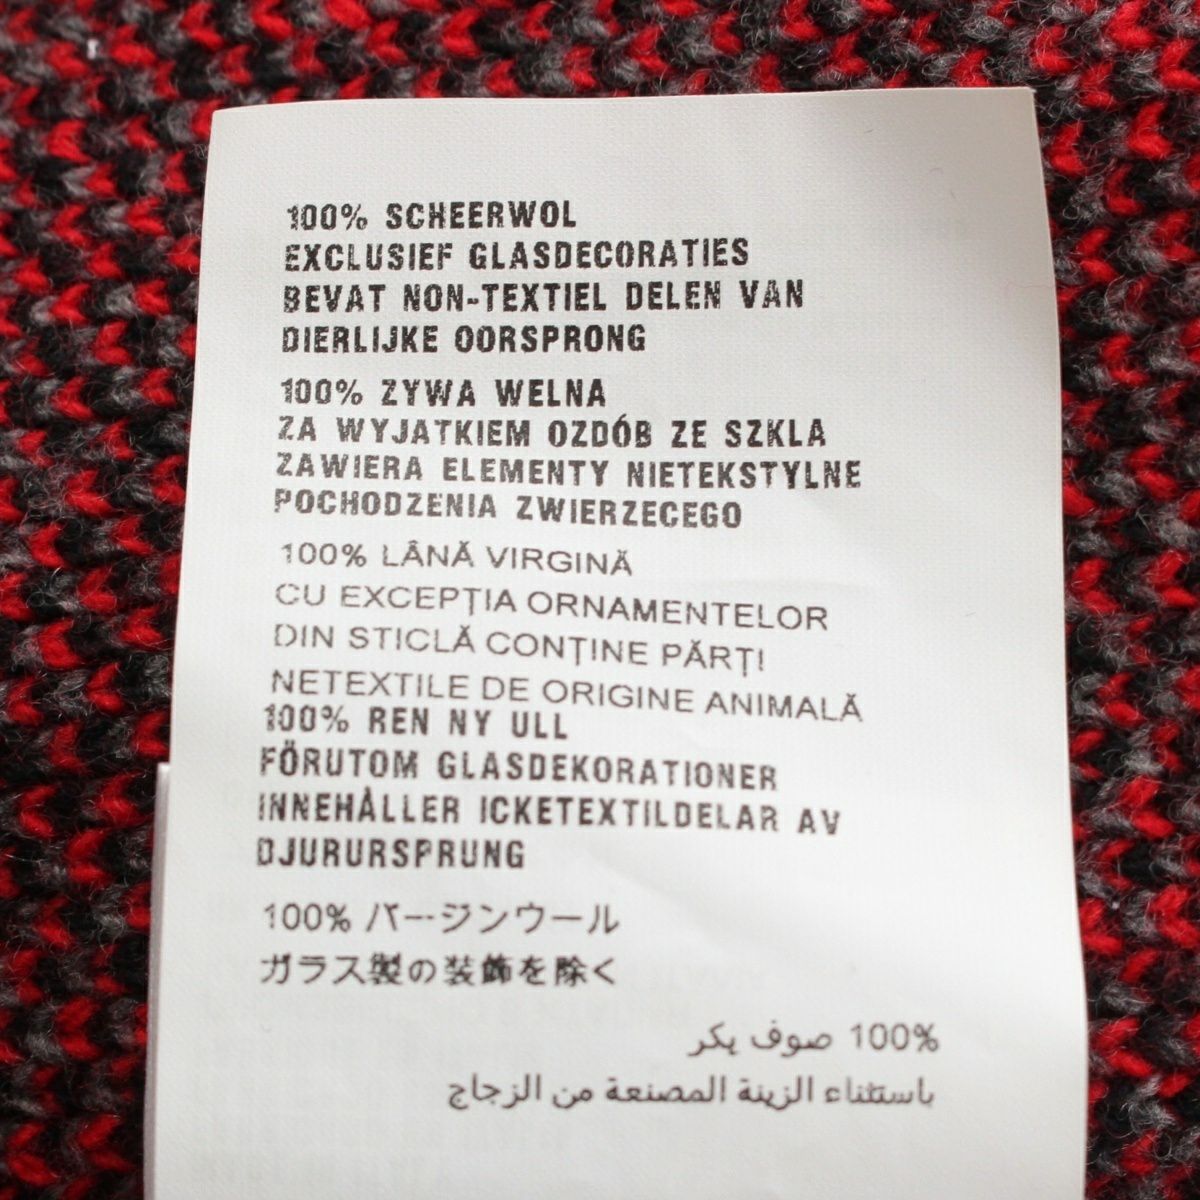 100% SCHEERWOL
EXCLUSIEF GLASDECORATIES
BEVAT NON-TEXTIEL DELEN VAN
DIERLIJKE OORSPRONG
100% ZYWA WELNA
ZA WYJATKIEM OZDÓB ZE SZKLA
ZAWIERA ELEMENTY NIETEKSTYLNE
POCHODZENIA ZWIERZECEGO
100% LÂNĂ VIRGINĂ
CU EXCEPȚIA ORNAMENTELOR
DIN STICLĂ CONȚINE PĂRȚI
NETEXTILE DE ORIGINE ANIMALĂ
100% REN NY ULL
FÖRUTOM GLASDEKORATIONER
INNEHÅLLER ICKETEXTILDELAR AV
DJURURSPRUNG
100% バージンウール
ガラス製の装飾を除く
100% صوف بكر
باستثناء الزينة المصنعة من الزجاج